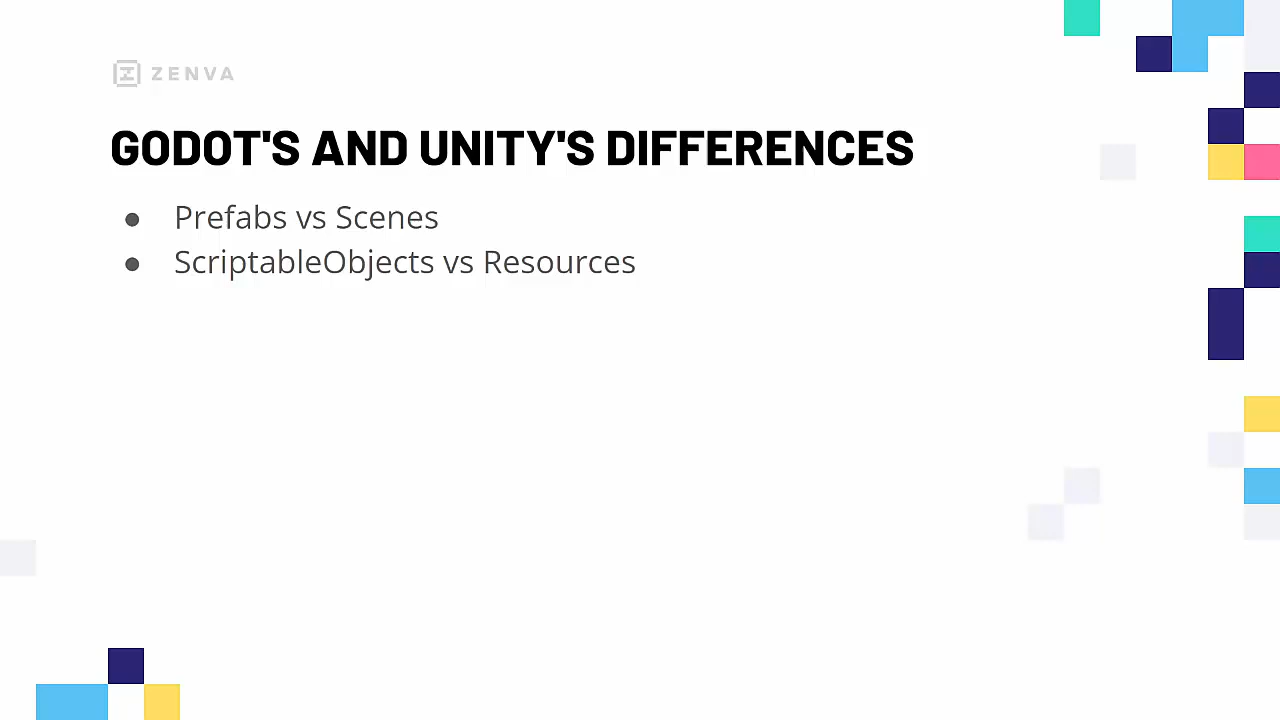 ZENVA
GODOT'S AND UNITY'S DIFFERENCES
● Prefabs vs Scenes
● ScriptableObjects vs Resources